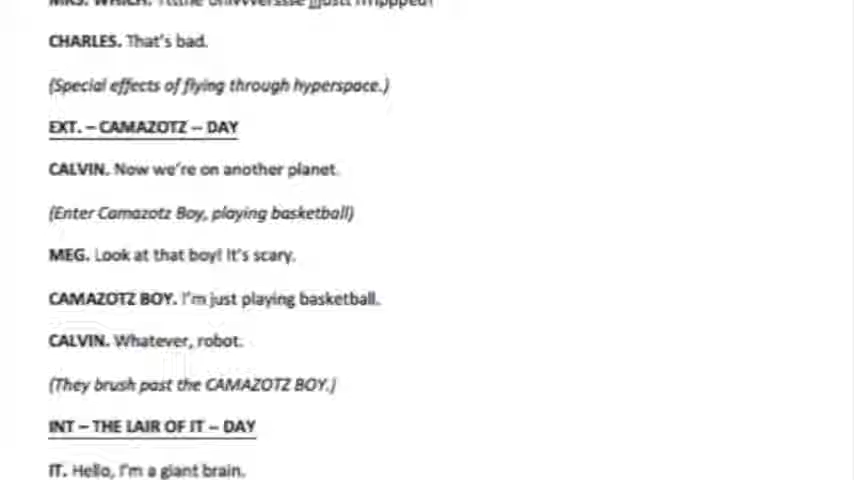 CHARLES. That's bad.
(Special effects of flying through hyperspace.)
EXT. – CAMAZOTZ – DAY
CALVIN. Now we're on another planet.
(Enter Camazotz Boy, playing basketball)
MEG. Look at that boy! It's scary.
CAMAZOTZ BOY. I'm just playing basketball.
CALVIN. Whatever, robot.
(They brush past the CAMAZOTZ BOY.)
INT – THE LAIR OF IT – DAY
IT. Hello, I'm a giant brain.